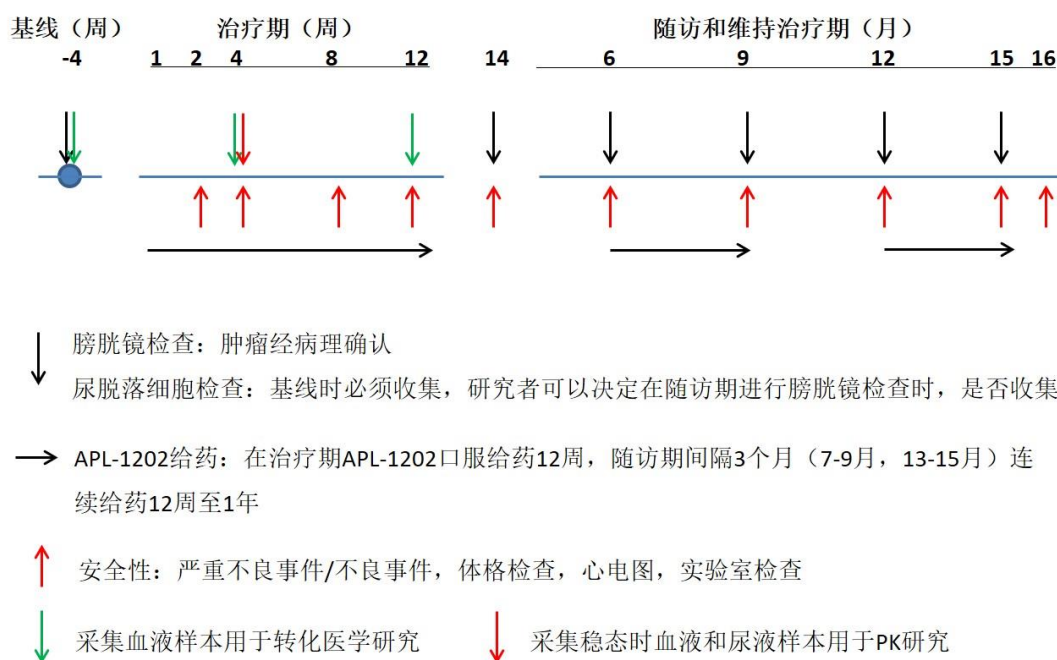 基线（周） 治疗期（周） 随访和维持治疗期（月）
-4 1 2 4 8 12 14 6 9 12 15 16
膀胱镜检查：肿瘤经病理确认
尿脱落细胞检查：基线时必须收集，研究者可以决定在随访期进行膀胱镜检查时，是否收集
APL-1202给药：在治疗期APL-1202口服给药12周，随访期间隔3个月（7-9月，13-15月）连
续给药12周至1年
安全性：严重不良事件/不良事件，体格检查，心电图，实验室检查
采集血液样本用于转化医学研究 采集稳态时血液和尿液样本用于PK研究